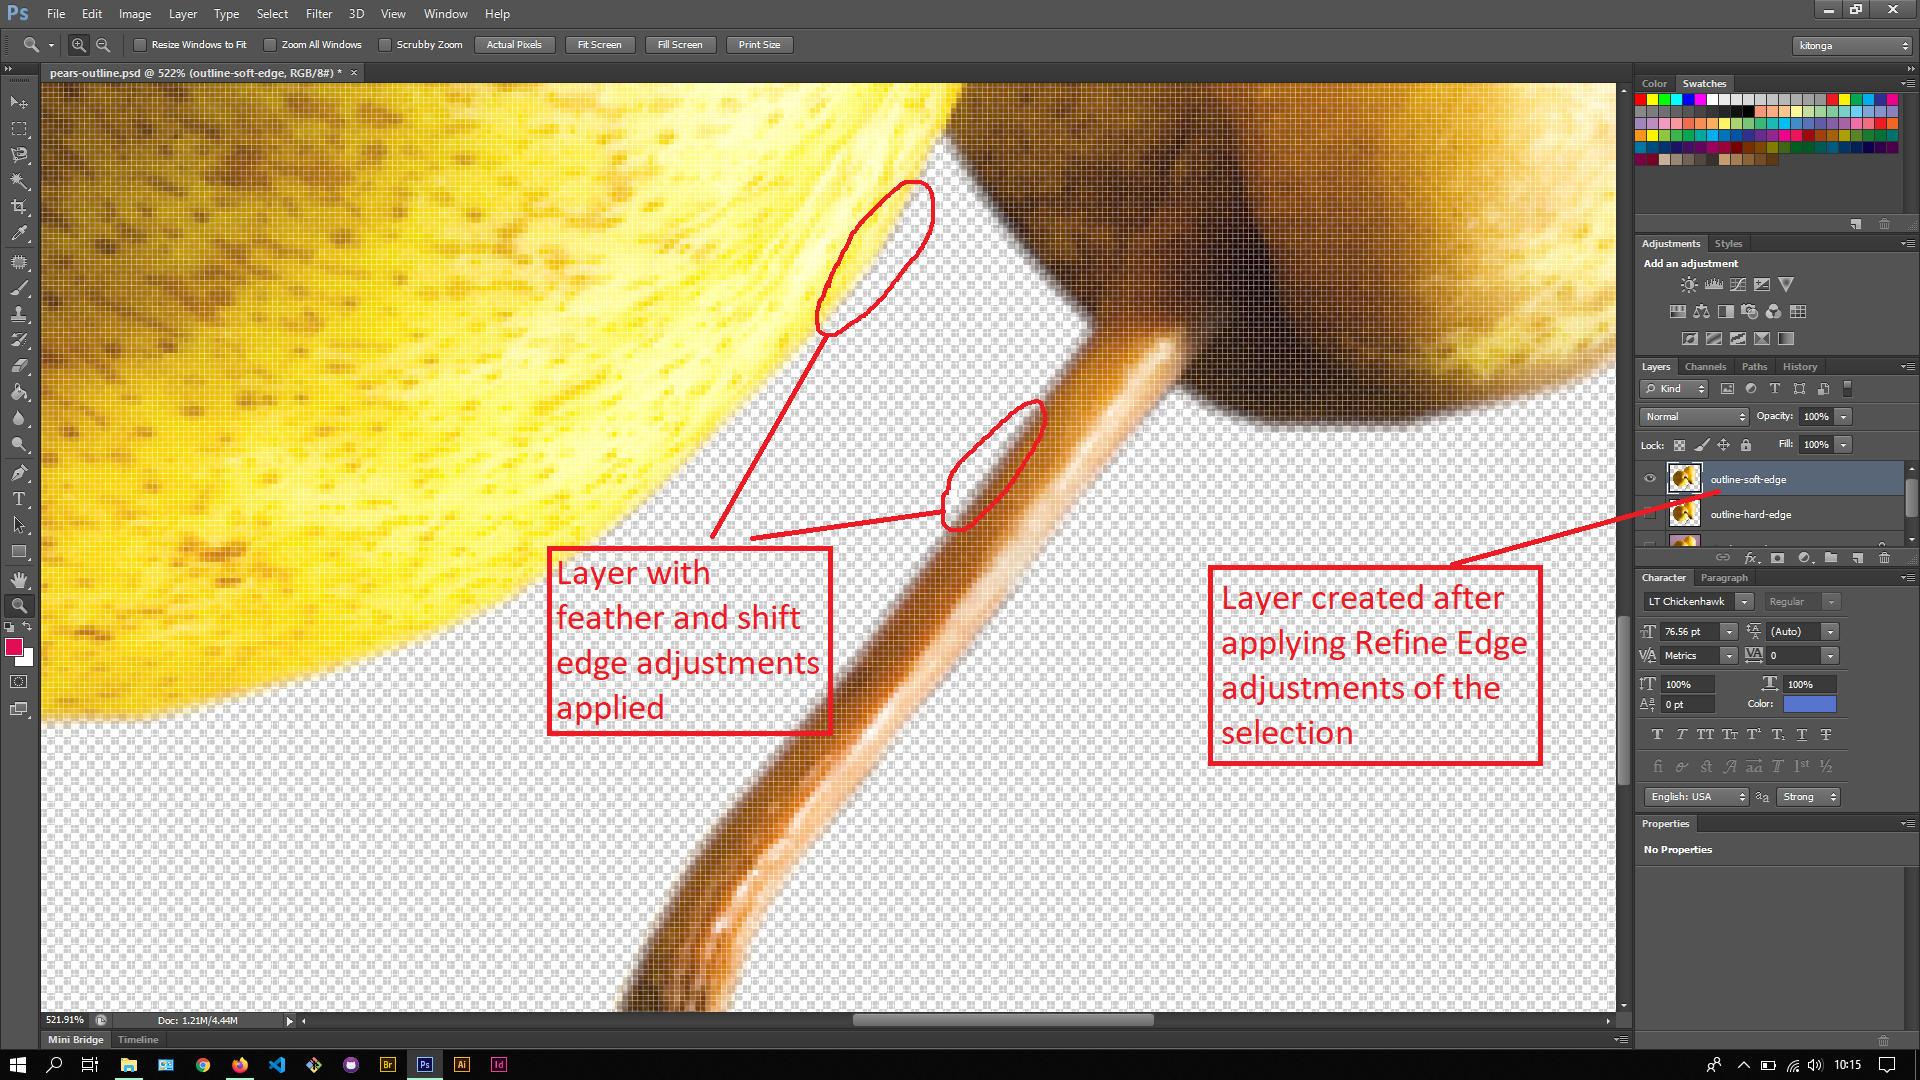 Ps File Edit Image Layer Type Select Filter 3D View Window Help
Resize Windows to Fit Zoom All Windows Scrubby Zoom Actual Pixels Fit Screen Fill Screen Print Size kitonga
pears-outline.psd @ 522% (outline-soft-edge, RGB/8#) * ×
Color Swatches
Adjustments Styles
Add an adjustment
Layers Channels Paths History
Kind
Normal Opacity: 100%
Lock: Fill: 100%
outline-soft-edge
outline-hard-edge
Layer with
feather and shift
edge adjustments
applied
Layer created after
applying Refine Edge
adjustments of the
selection
Character Paragraph
LT Chickenhawk Regular
76.56 pt (Auto)
Metrics 0
100% 100%
0 pt Color:
English: USA aa Strong
Properties
No Properties
521.91% Doc: 1.21M/4.44M
Mini Bridge Timeline
Br Ps Ai Id 10:15